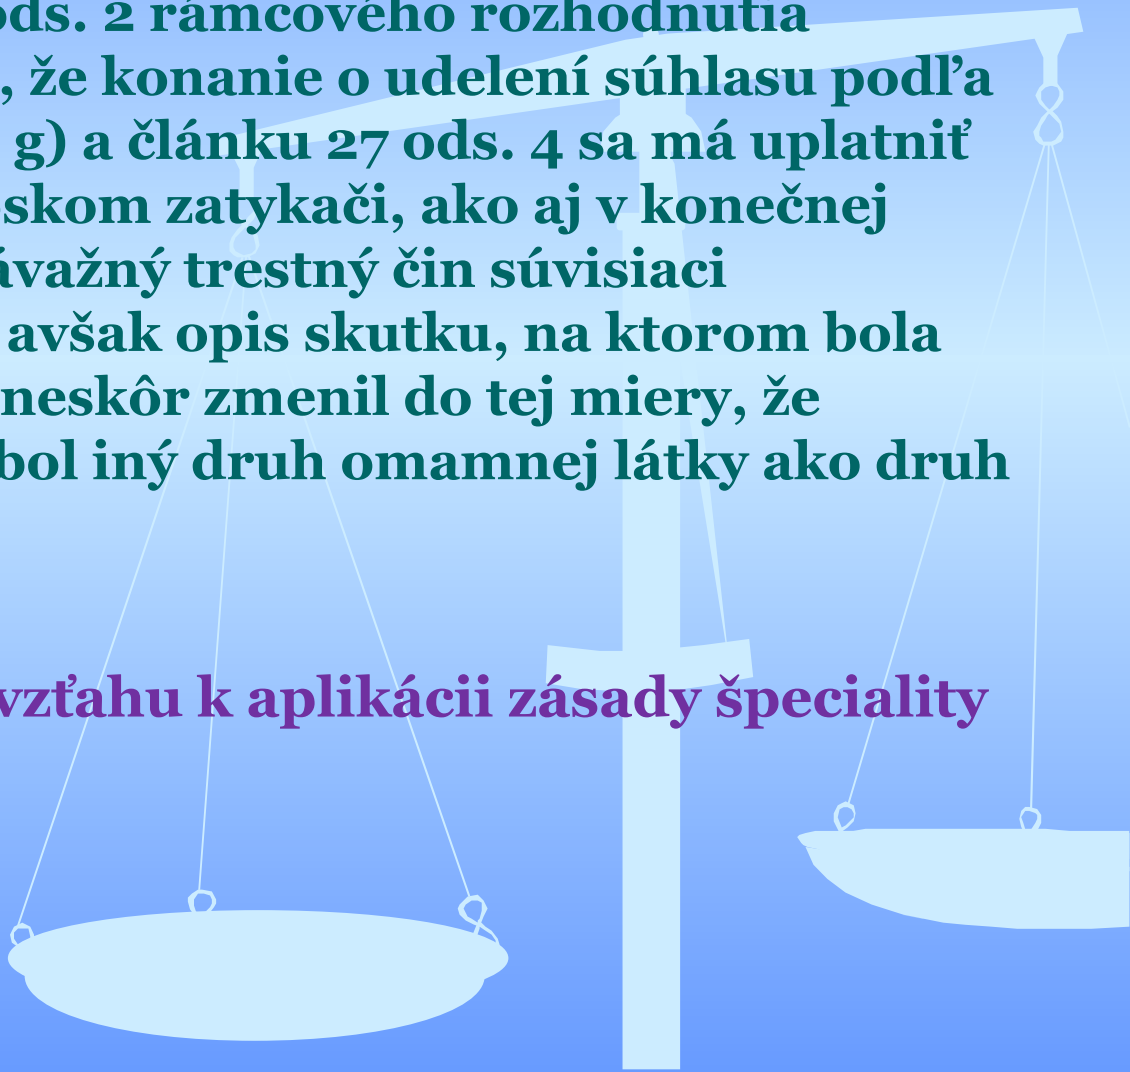 ods. 2 rámcového rozhodnutia
, že konanie o udelení súhlasu podľa
g) a článku 27 ods. 4 sa má uplatniť
skom zatykači, ako aj v konečnej
važný trestný čin súvisiaci
avšak opis skutku, na ktorom bola
neskôr zmenil do tej miery, že
bol iný druh omamnej látky ako druh
vzťahu k aplikácii zásady špeciality